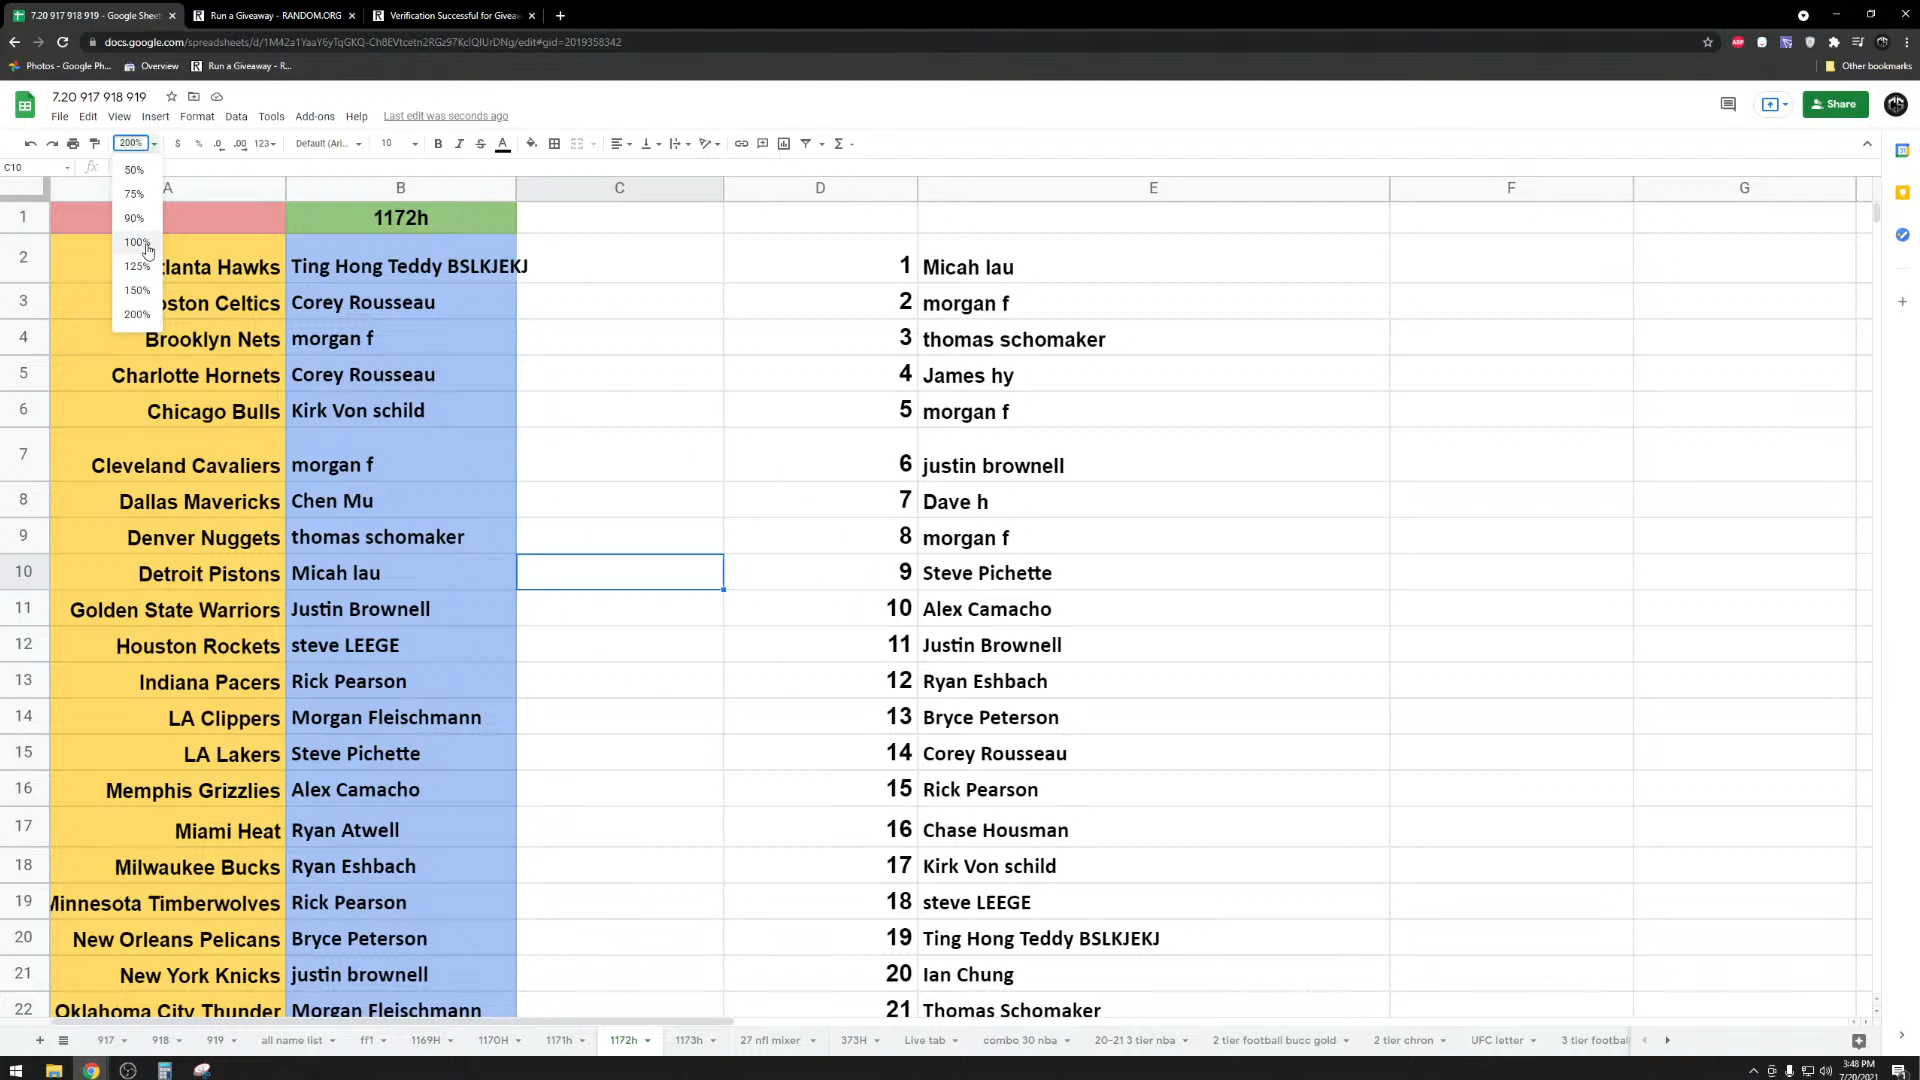 7.20 917 918 919 - Google Sheet
Run a Giveaway - RANDOM.ORG
Verification Successful for Giveaw
docs.google.com/spreadsheets/d/1M42a1YaaY6yTqGKQ-Ch8EVtcetn2RGz97KclQIUrDNg/edit#gid=2019358342
Photos - Google Ph...
Overview
Run a Giveaway - R...
Other bookmarks
7.20 917 918 919
File Edit View Insert Format Data Tools Add-ons Help Last edit was seconds ago
Share
200% $ % .0 .00 123 Default (Ari... 10
C10 fx
50%
75%
90%
100%
125%
150%
200%
A B C D E F G
1 1172h
2 tlanta Hawks Ting Hong Teddy BSLKJEKJ 1 Micah lau
3 oston Celtics Corey Rousseau 2 morgan f
4 Brooklyn Nets morgan f 3 thomas schomaker
5 Charlotte Hornets Corey Rousseau 4 James hy
6 Chicago Bulls Kirk Von schild 5 morgan f
7 Cleveland Cavaliers morgan f 6 justin brownell
8 Dallas Mavericks Chen Mu 7 Dave h
9 Denver Nuggets thomas schomaker 8 morgan f
10 Detroit Pistons Micah lau 9 Steve Pichette
11 Golden State Warriors Justin Brownell 10 Alex Camacho
12 Houston Rockets steve LEEGE 11 Justin Brownell
13 Indiana Pacers Rick Pearson 12 Ryan Eshbach
14 LA Clippers Morgan Fleischmann 13 Bryce Peterson
15 LA Lakers Steve Pichette 14 Corey Rousseau
16 Memphis Grizzlies Alex Camacho 15 Rick Pearson
17 Miami Heat Ryan Atwell 16 Chase Housman
18 Milwaukee Bucks Ryan Eshbach 17 Kirk Von schild
19 Minnesota Timberwolves Rick Pearson 18 steve LEEGE
20 New Orleans Pelicans Bryce Peterson 19 Ting Hong Teddy BSLKJEKJ
21 New York Knicks justin brownell 20 Ian Chung
22 Oklahoma City Thunder Morgan Fleischmann 21 Thomas Schomaker
917 918 919 all name list ff1 1169H 1170H 1171h 1172h 1173h 27 nfl mixer 373H Live tab combo 30 nba 20-21 3 tier nba 2 tier football bucc gold 2 tier chron UFC letter 3 tier footbal
3:48 PM
7/20/2021